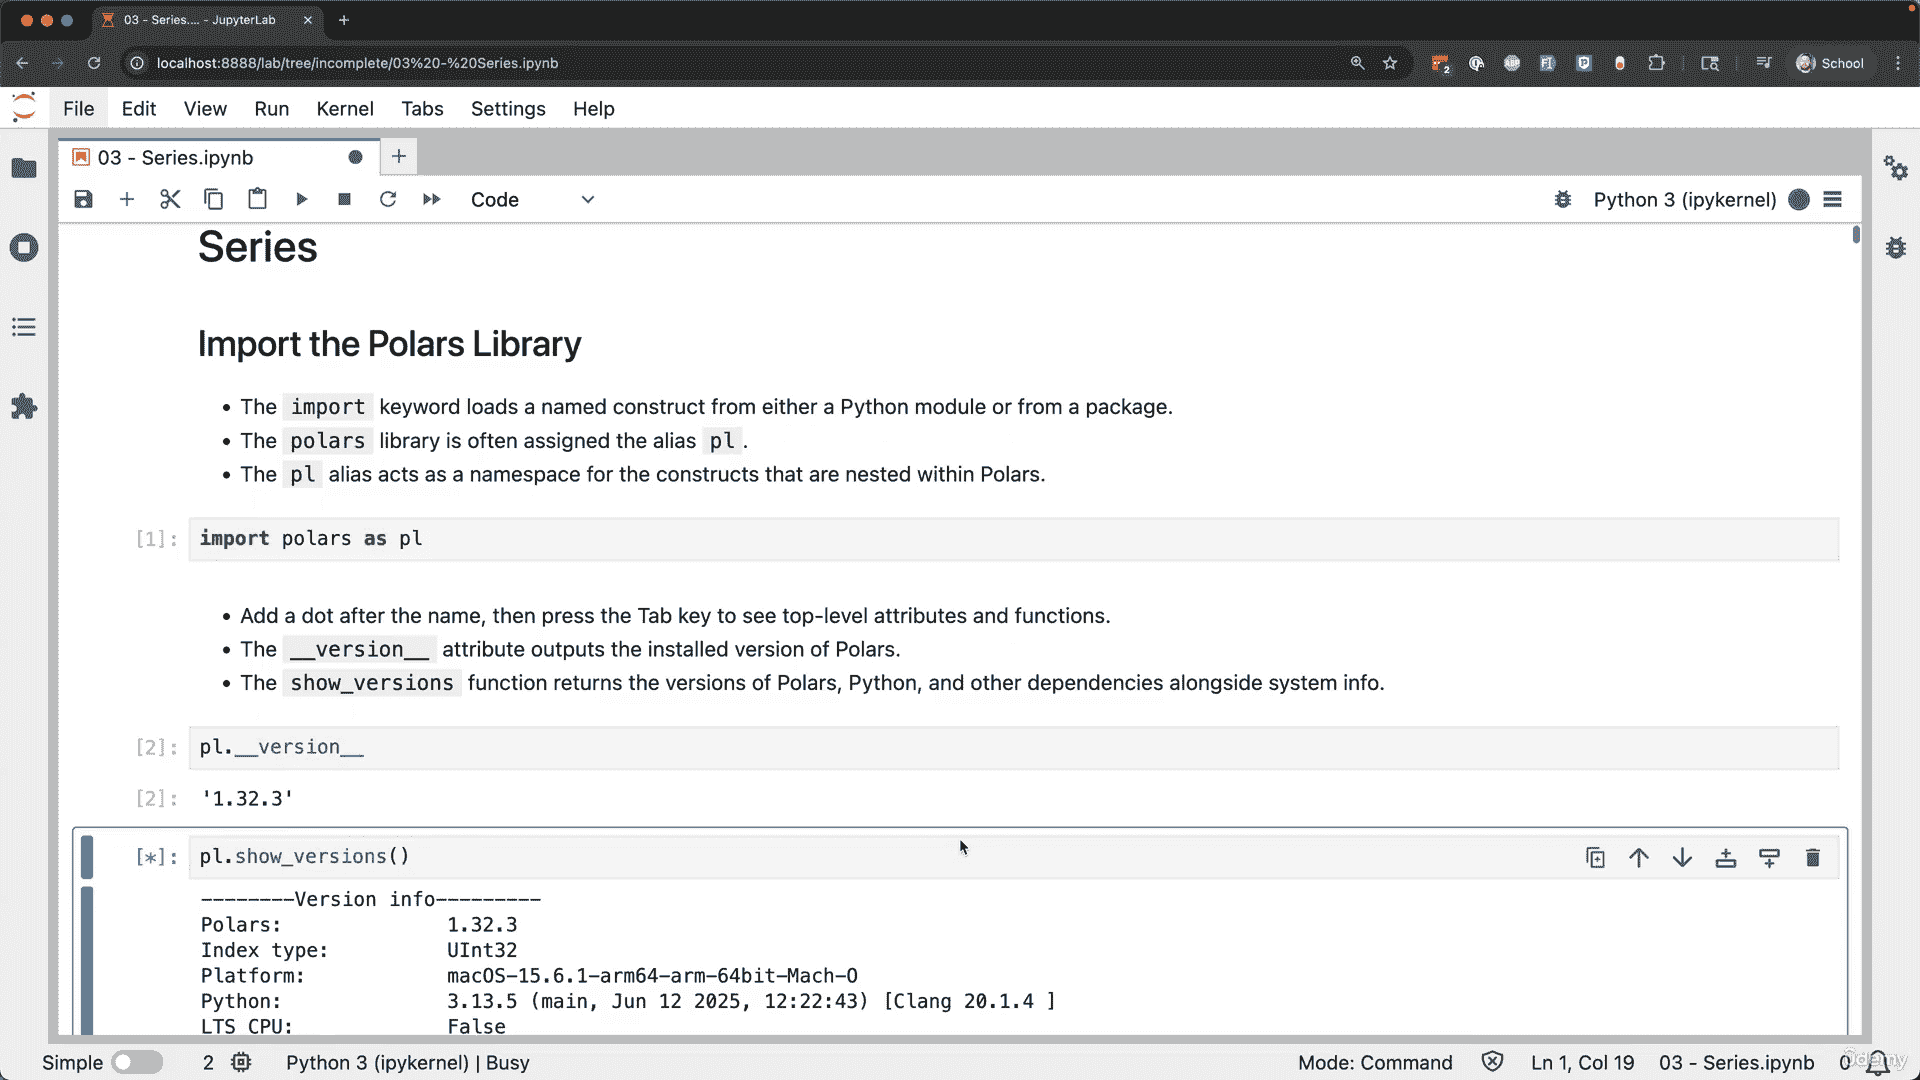 03 - Series.... - JupyterLab
localhost:8888/lab/tree/incomplete/03%20-%20Series.ipynb
2
ABP
School
File Edit View Run Kernel Tabs Settings Help
03 - Series.ipynb
Code
Python 3 (ipykernel)
Series
Import the Polars Library
• The import keyword loads a named construct from either a Python module or from a package.
• The polars library is often assigned the alias pl.
• The pl alias acts as a namespace for the constructs that are nested within Polars.
[1]: import polars as pl
• Add a dot after the name, then press the Tab key to see top-level attributes and functions.
• The __version__ attribute outputs the installed version of Polars.
• The show_versions function returns the versions of Polars, Python, and other dependencies alongside system info.
[2]: pl.__version__
[2]: '1.32.3'
[*]: pl.show_versions()
--------Version info---------
Polars: 1.32.3
Index type: UInt32
Platform: macOS-15.6.1-arm64-arm-64bit-Mach-O
Python: 3.13.5 (main, Jun 12 2025, 12:22:43) [Clang 20.1.4 ]
LTS CPU: False
Simple 2 Python 3 (ipykernel) | Busy Mode: Command Ln 1, Col 19 03 - Series.ipynb 0
udemy